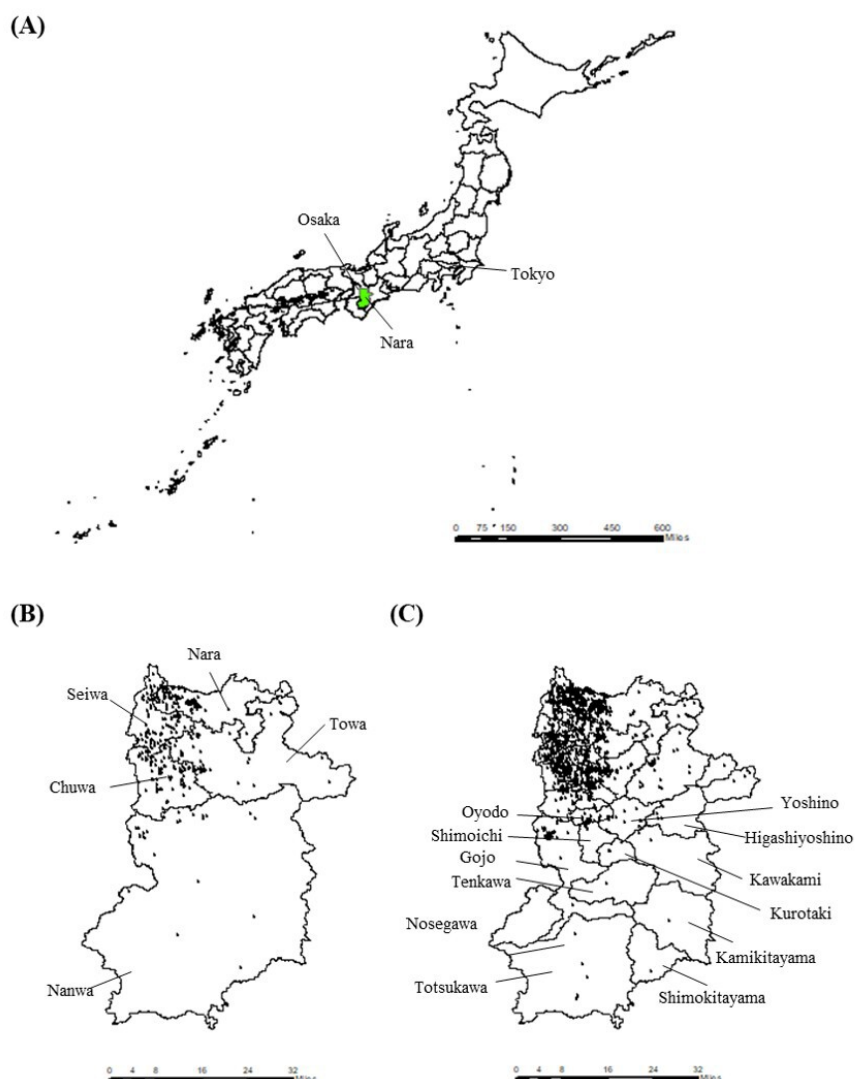 (A)
Osaka
Tokyo
Nara
0 75 150 300 450 600
Miles
(B)
(C)
Nara
Seiwa
Towa
Chuwa
Nanwa
0 4 8 16 24 32
Miles
Oyodo
Yoshino
Shimoichi
Higashiyoshino
Gojo
Kawakami
Tenkawa
Kurotaki
Nosegawa
Kamikitayama
Totsukawa
Shimokitayama
0 4 8 16 24 32
Miles